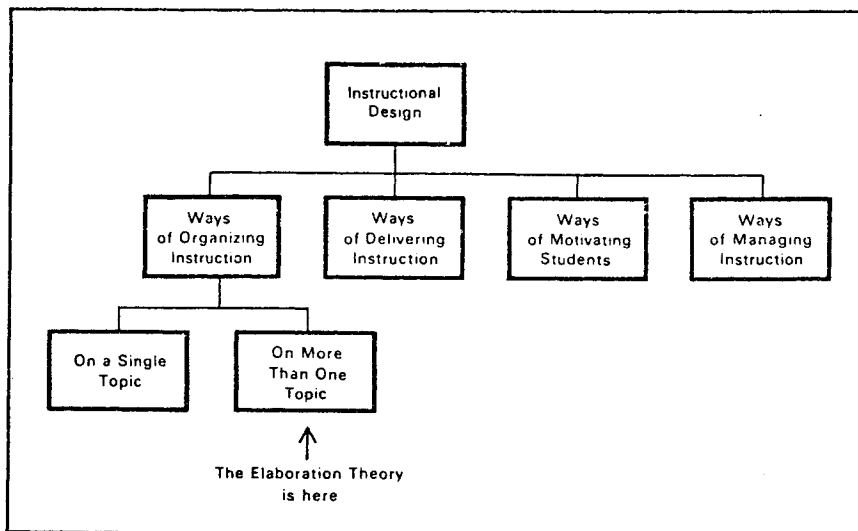 Instructional
Design
Ways
of Organizing
Instruction
Ways
of Delivering
Instruction
Ways
of Motivating
Students
Ways
of Managing
Instruction
On a Single
Topic
On More
Than One
Topic
The Elaboration Theory
is here